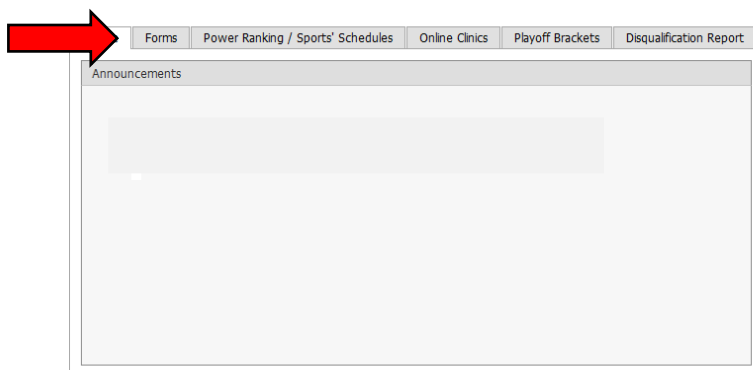 Forms Power Ranking / Sports' Schedules Online Clinics Playoff Brackets Disqualification Report
Announcements